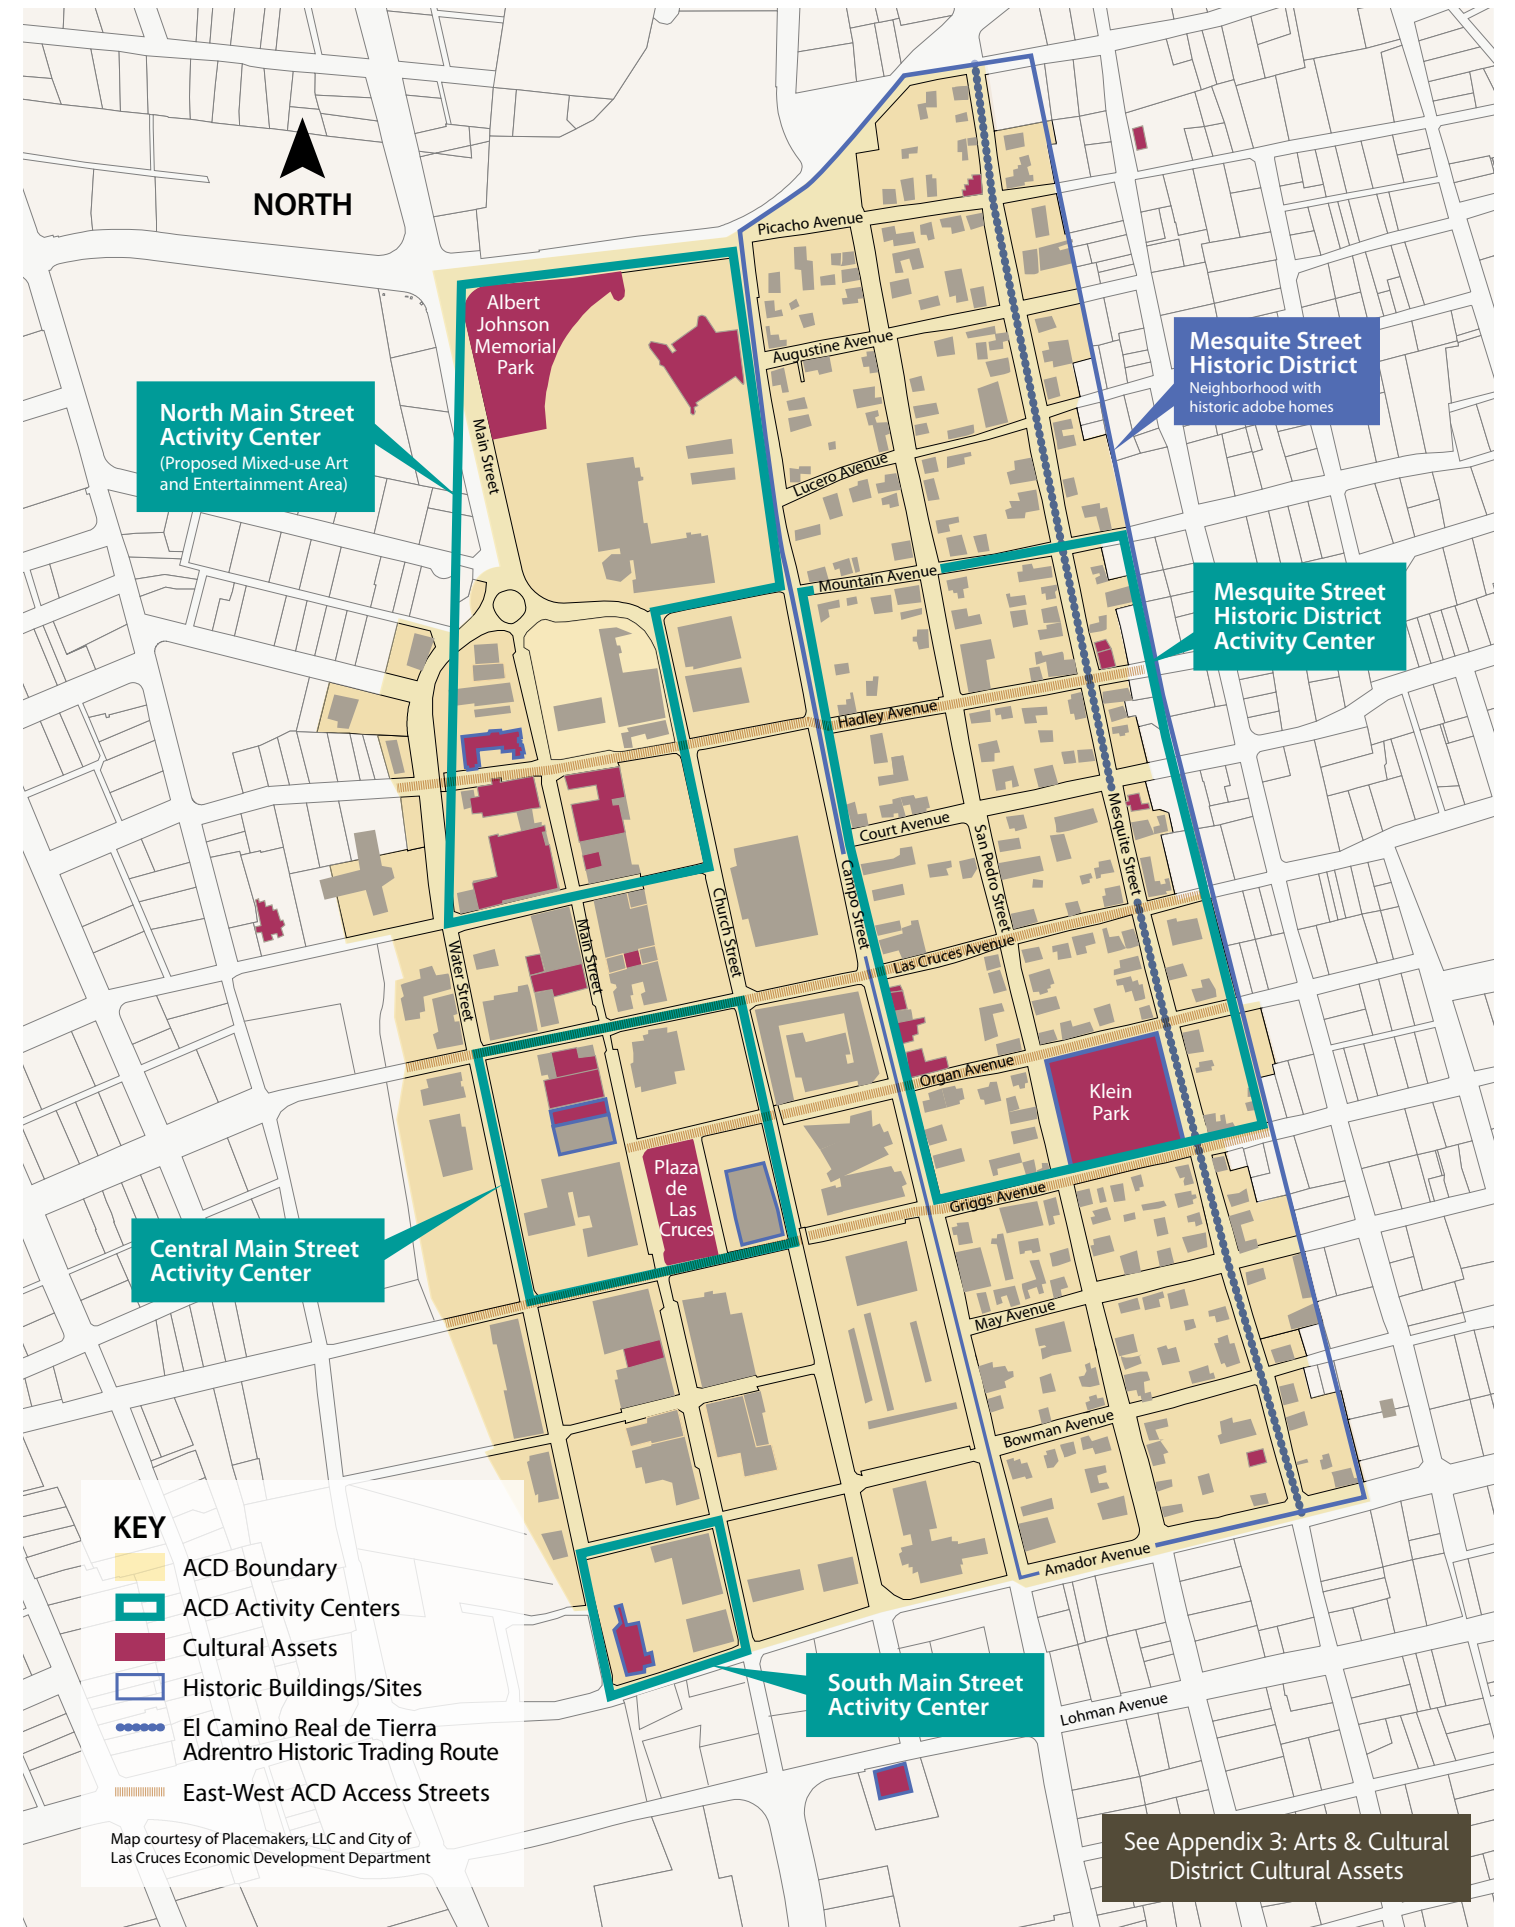 NORTH
Picacho Avenue
Albert
Johnson
Memorial
Park
Augustine Avenue
Mesquite Street
Historic District
Neighborhood with
historic adobe homes
North Main Street
Activity Center
(Proposed Mixed-use Art
and Entertainment Area)
Main Street
Lucero Avenue
Mountain Avenue
Mesquite Street
Historic District
Activity Center
Hadley Avenue
Court Avenue
San Pedro Street
Mesquite Street
Campo Street
Church Street
Main Street
Water Street
Las Cruces Avenue
Organ Avenue
Klein
Park
Plaza
de
Las
Cruces
Griggs Avenue
Central Main Street
Activity Center
May Avenue
Bowman Avenue
Amador Avenue
South Main Street
Activity Center
Lohman Avenue
KEY
ACD Boundary
ACD Activity Centers
Cultural Assets
Historic Buildings/Sites
El Camino Real de Tierra
Adrentro Historic Trading Route
East-West ACD Access Streets
Map courtesy of Placemakers, LLC and City of
Las Cruces Economic Development Department
See Appendix 3: Arts & Cultural
District Cultural Assets